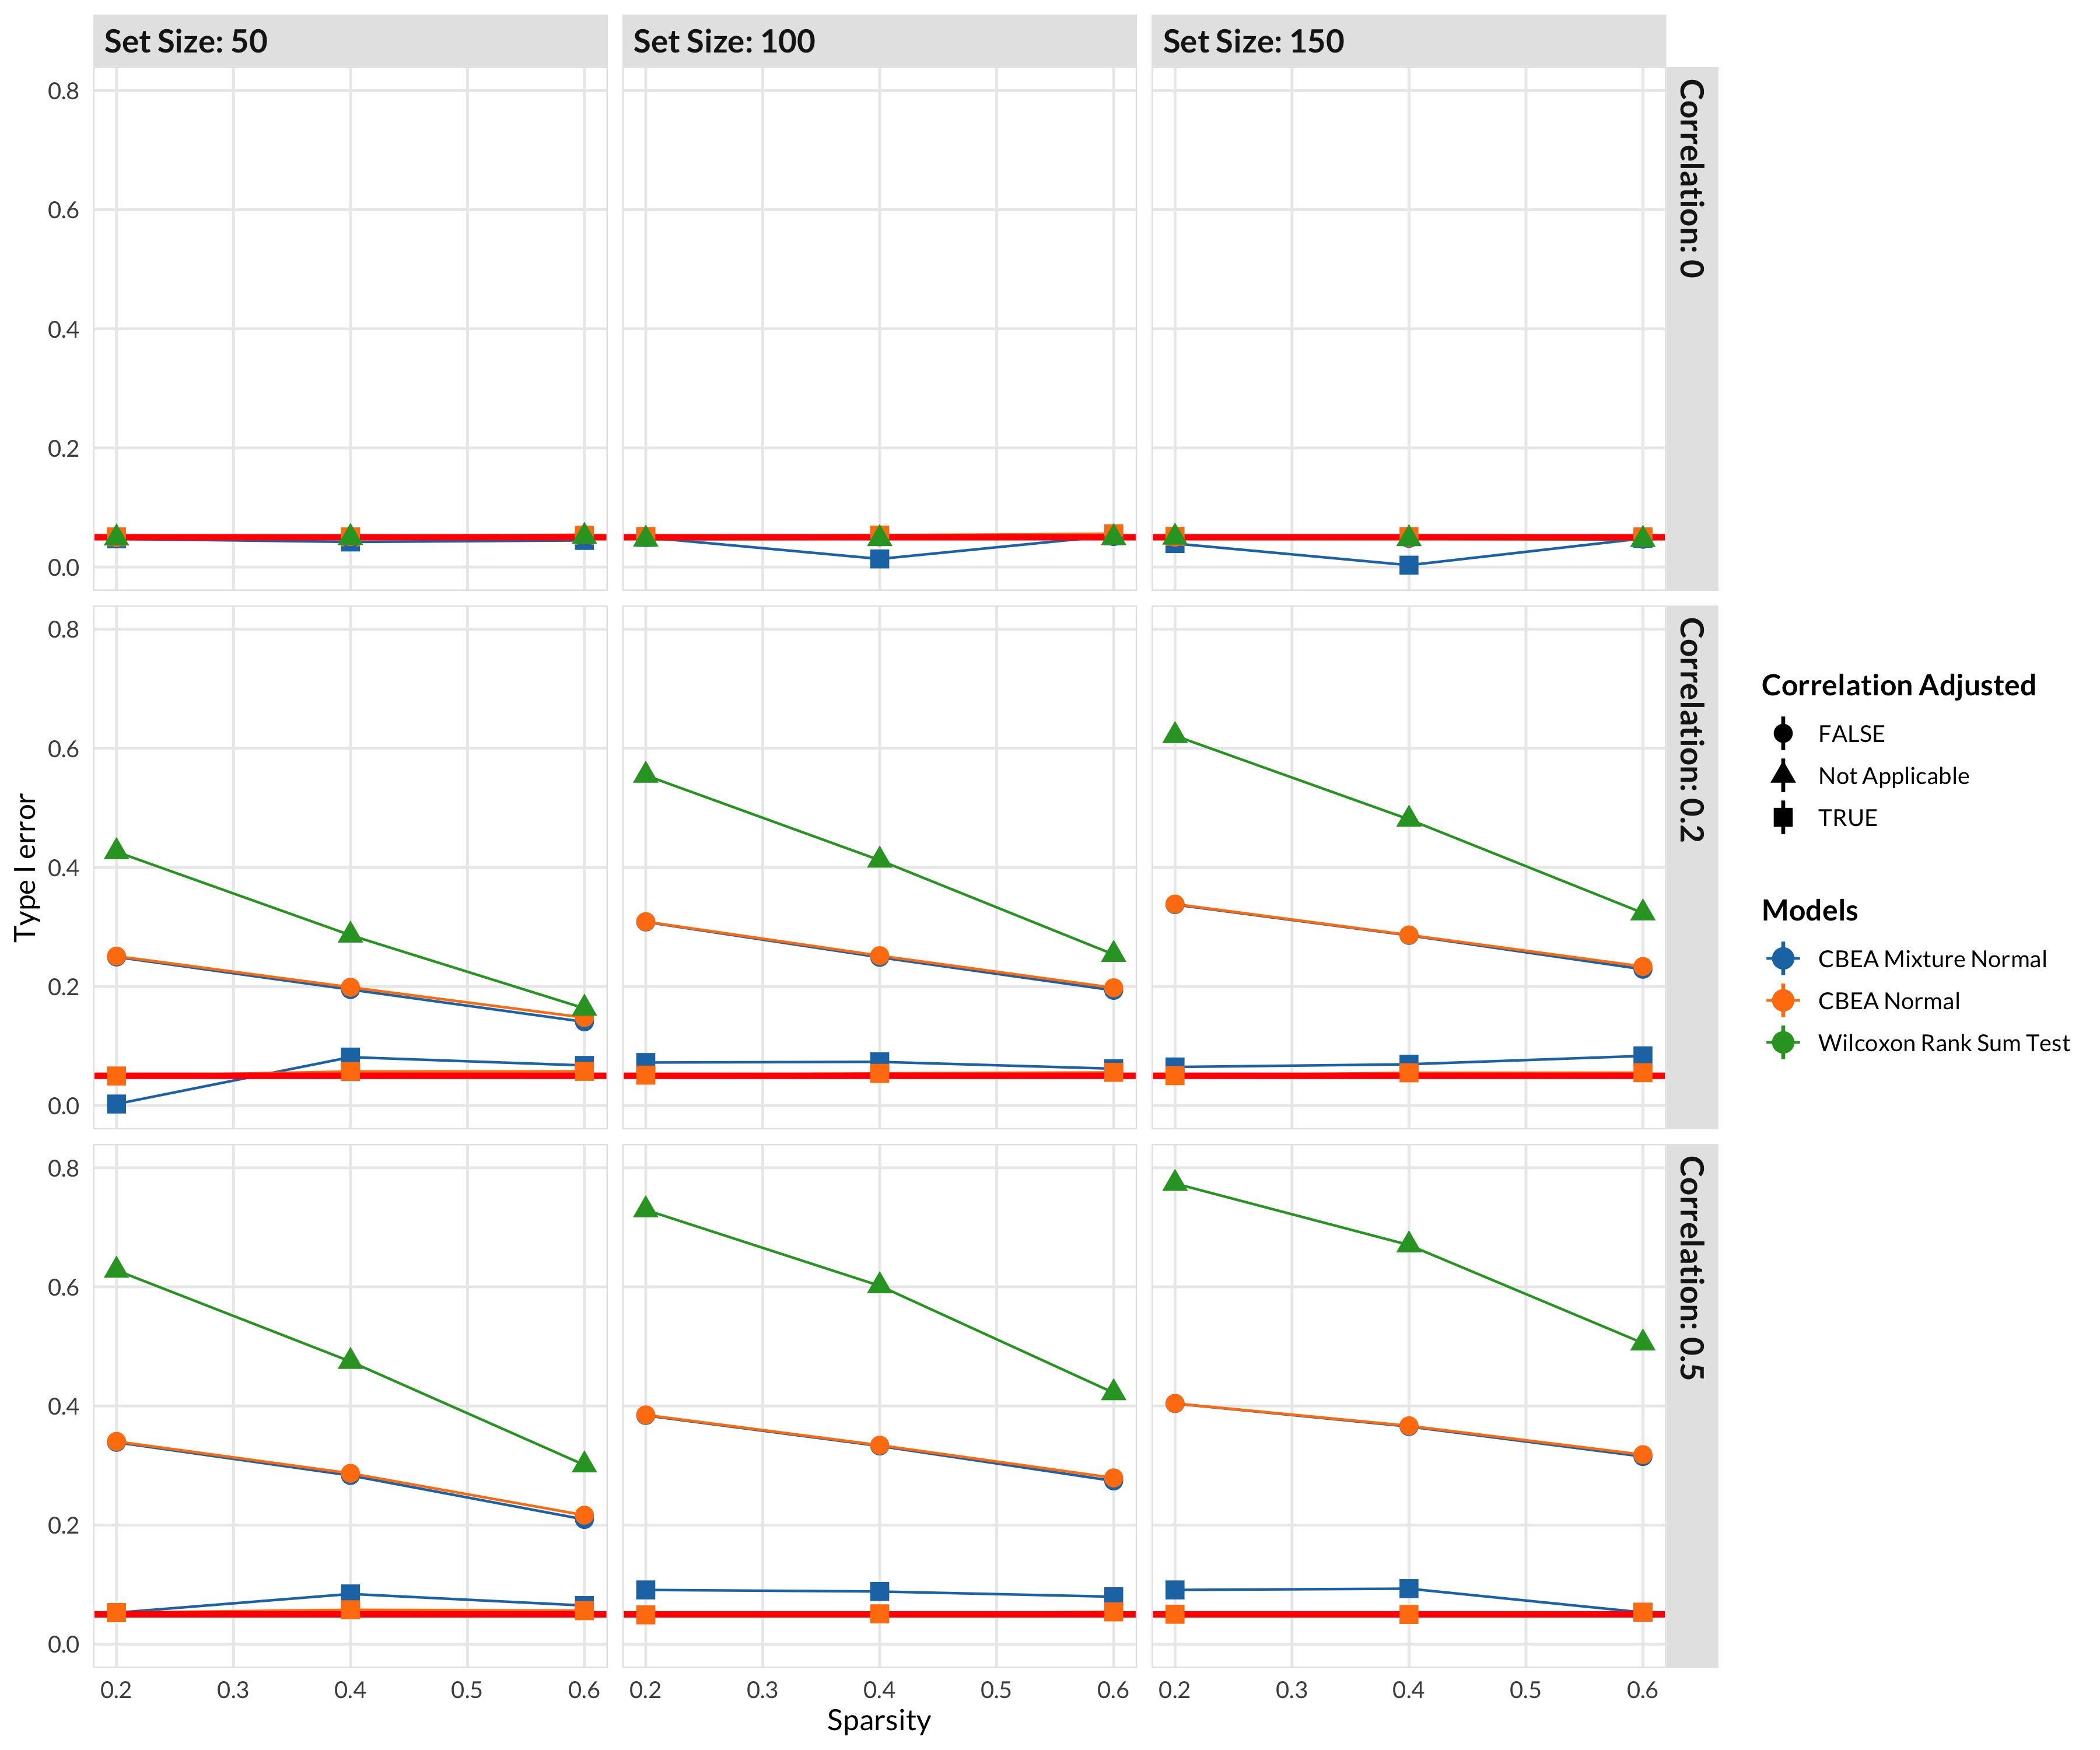 Set Size: 50
Set Size: 100
Set Size: 150
0.8
0.6
0.4
0.2
0.0
Correlation: 0
0.8
0.6
0.4
0.2
0.0
Correlation: 0.2
0.8
0.6
0.4
0.2
0.0
Correlation: 0.5
Type I error
0.2 0.3 0.4 0.5 0.6
0.2 0.3 0.4 0.5 0.6
0.2 0.3 0.4 0.5 0.6
Sparsity
Correlation Adjusted
FALSE
Not Applicable
TRUE
Models
CBEA Mixture Normal
CBEA Normal
Wilcoxon Rank Sum Test